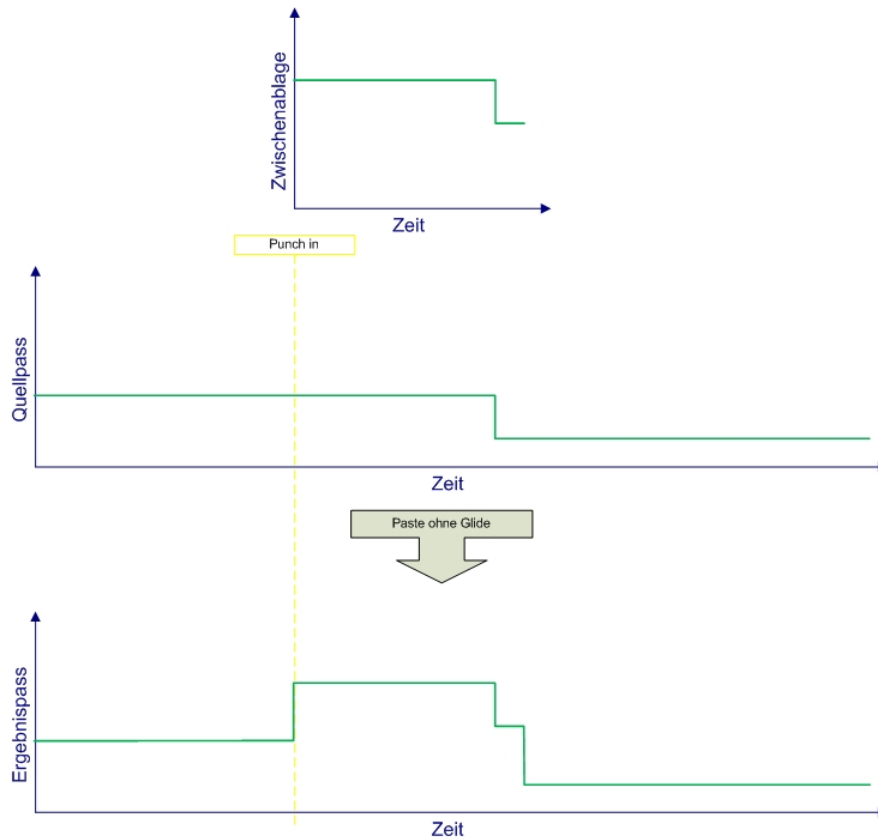 Zwischenablage
Zeit
Punch in
Quellpass
Zeit
Paste ohne Glide
Ergebnispass
Zeit